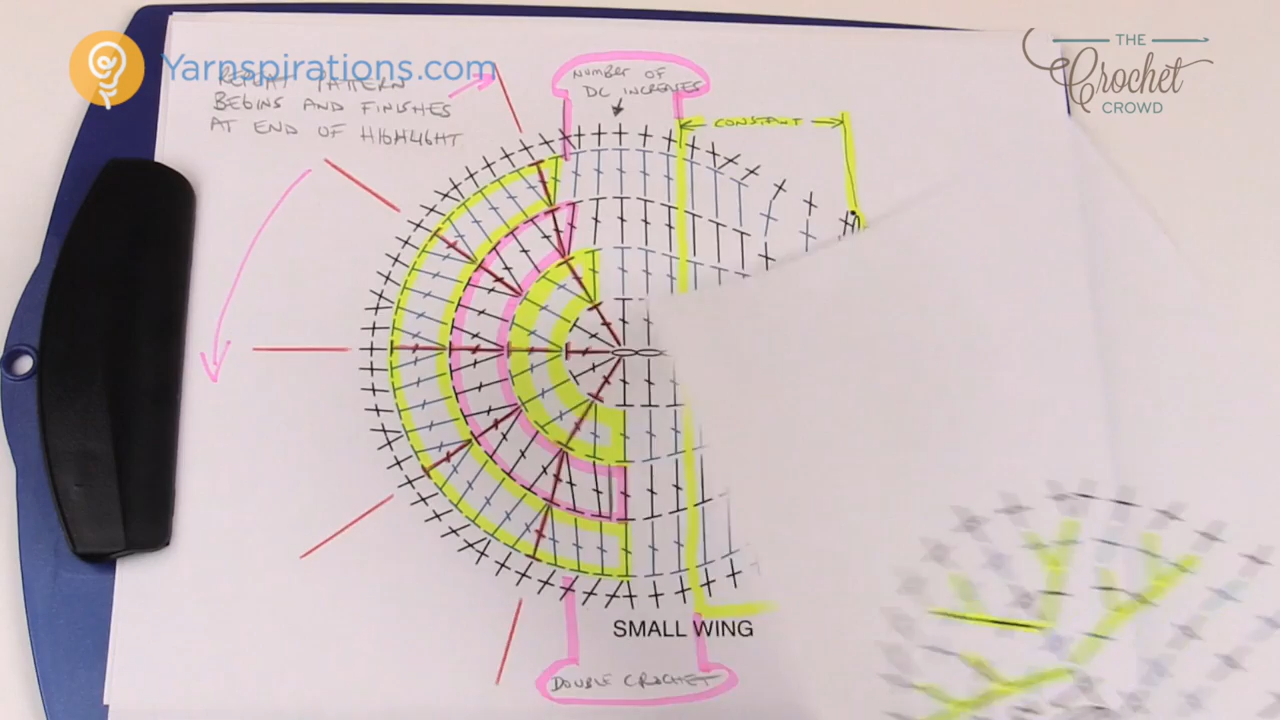 Yarnspirations.com
REPEAT PATTERN
BEGINS AND FINISHES
AT END OF HIGHLIGHT
NUMBER OF
DC INCREASES
CONSTANT
THE
Crochet
CROWD
SMALL WING
DOUBLE CROCHET